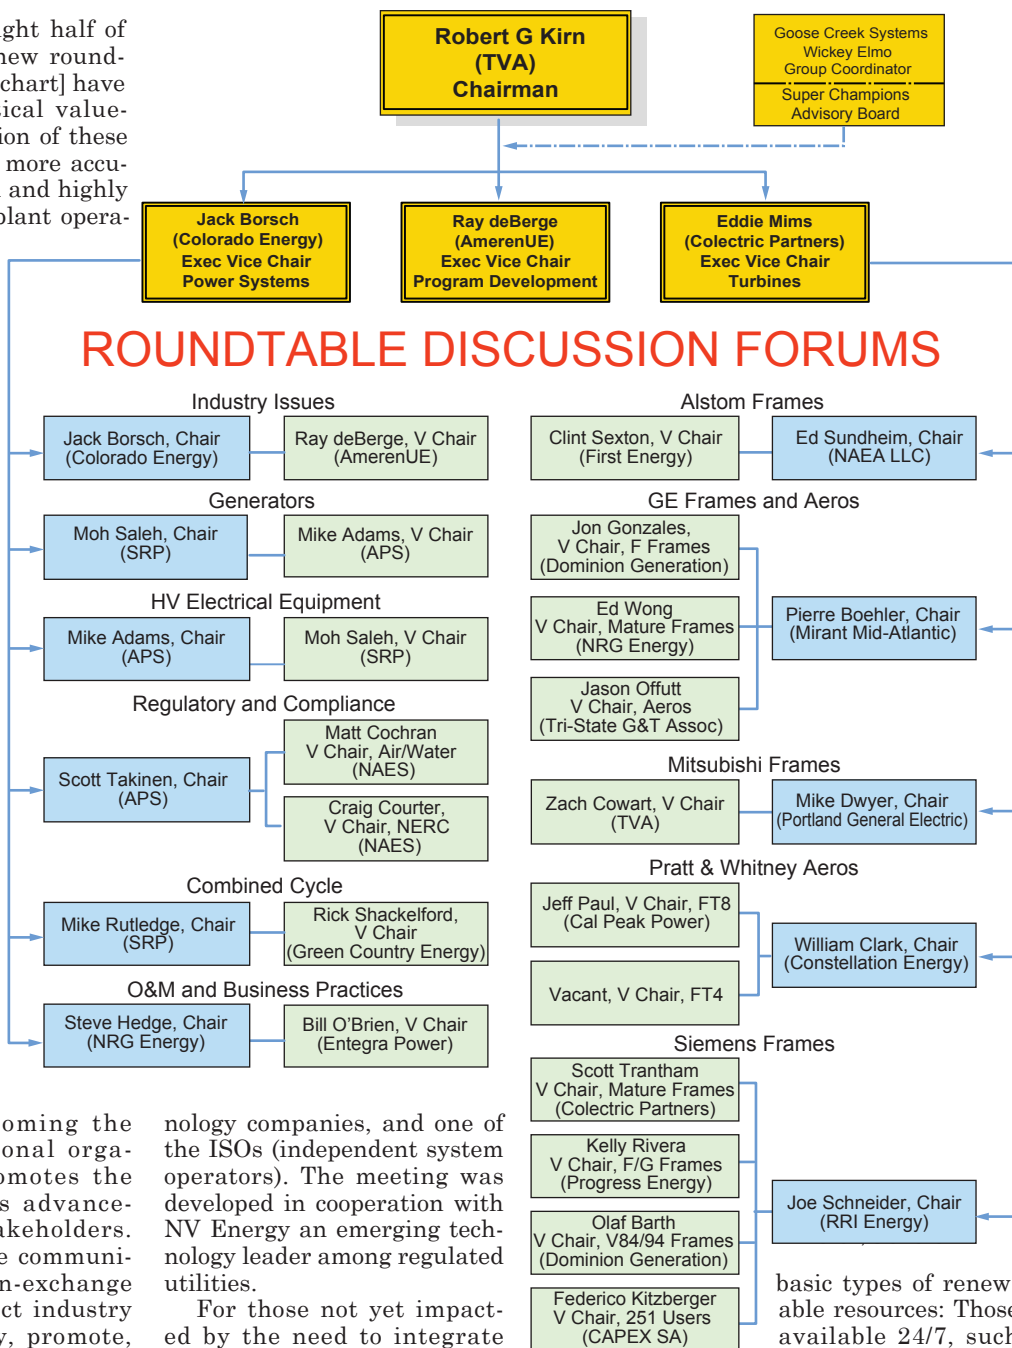 ght half of
new round-
chart] have
sical value-
ion of these
more accu-
and highly
plant opera-
Robert G Kirn
(TVA)
Chairman
Goose Creek Systems
Wickey Elmo
Group Coordinator
Super Champions
Advisory Board
Jack Borsch
(Colorado Energy)
Exec Vice Chair
Power Systems
Ray deBerge
(AmerenUE)
Exec Vice Chair
Program Development
Eddie Mims
(Colectric Partners)
Exec Vice Chair
Turbines
ROUNDTABLE DISCUSSION FORUMS
Industry Issues
Jack Borsch, Chair
(Colorado Energy)
Ray deBerge, V Chair
(AmerenUE)
Generators
Moh Saleh, Chair
(SRP)
Mike Adams, V Chair
(APS)
HV Electrical Equipment
Mike Adams, Chair
(APS)
Moh Saleh, V Chair
(SRP)
Regulatory and Compliance
Scott Takinen, Chair
(APS)
Matt Cochran
V Chair, Air/Water
(NAES)
Craig Courter,
V Chair, NERC
(NAES)
Combined Cycle
Mike Rutledge, Chair
(SRP)
Rick Shackelford,
V Chair
(Green Country Energy)
O&M and Business Practices
Steve Hedge, Chair
(NRG Energy)
Bill O'Brien, V Chair
(Entegra Power)
Alstom Frames
Clint Sexton, V Chair
(First Energy)
Ed Sundheim, Chair
(NAEA LLC)
GE Frames and Aeros
Jon Gonzales,
V Chair, F Frames
(Dominion Generation)
Ed Wong
V Chair, Mature Frames
(NRG Energy)
Jason Offutt
V Chair, Aeros
(Tri-State G&T Assoc)
Pierre Boehler, Chair
(Mirant Mid-Atlantic)
Mitsubishi Frames
Zach Cowart, V Chair
(TVA)
Mike Dwyer, Chair
(Portland General Electric)
Pratt & Whitney Aeros
Jeff Paul, V Chair, FT8
(Cal Peak Power)
Vacant, V Chair, FT4
William Clark, Chair
(Constellation Energy)
Siemens Frames
Scott Trantham
V Chair, Mature Frames
(Colectric Partners)
Kelly Rivera
V Chair, F/G Frames
(Progress Energy)
Olaf Barth
V Chair, V84/94 Frames
(Dominion Generation)
Federico Kitzberger
V Chair, 251 Users
(CAPEX SA)
Joe Schneider, Chair
(RRI Energy)
oming the
onal orga-
omotes the
s advance-
akeholders.
e communi-
n-exchange
ct industry
y, promote,
nology companies, and one of
the ISOs (independent system
operators). The meeting was
developed in cooperation with
NV Energy an emerging tech-
nology leader among regulated
utilities.
For those not yet impact-
ed by the need to integrate
basic types of renew
able resources: Those
available 24/7, such